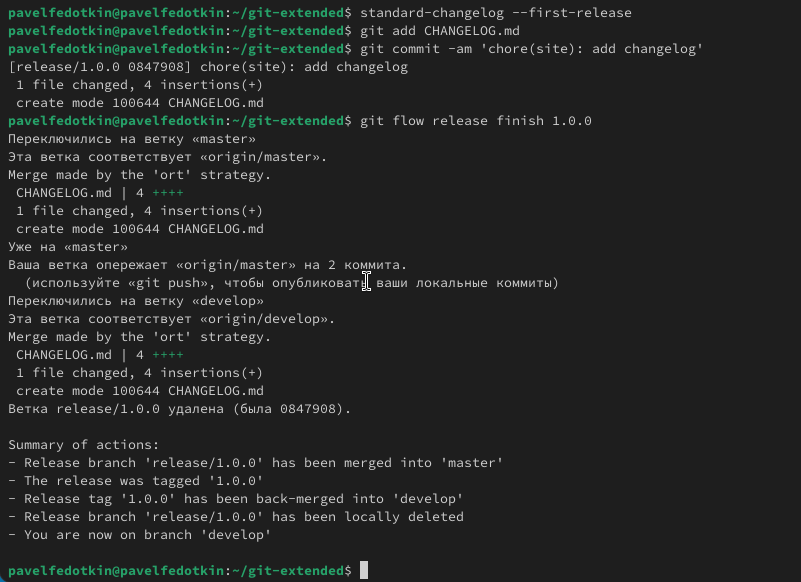 pavelfedotkin@pavelfedotkin:~/git-extended$ standard-changelog --first-release
pavelfedotkin@pavelfedotkin:~/git-extended$ git add CHANGELOG.md
pavelfedotkin@pavelfedotkin:~/git-extended$ git commit -am 'chore(site): add changelog'
[release/1.0.0 0847908] chore(site): add changelog
 1 file changed, 4 insertions(+)
 create mode 100644 CHANGELOG.md
pavelfedotkin@pavelfedotkin:~/git-extended$ git flow release finish 1.0.0
Переключились на ветку «master»
Эта ветка соответствует «origin/master».
Merge made by the 'ort' strategy.
 CHANGELOG.md | 4 ++++
 1 file changed, 4 insertions(+)
 create mode 100644 CHANGELOG.md
Уже на «master»
Ваша ветка опережает «origin/master» на 2 коммита.
  (используйте «git push», чтобы опубликовать ваши локальные коммиты)
Переключились на ветку «develop»
Эта ветка соответствует «origin/develop».
Merge made by the 'ort' strategy.
 CHANGELOG.md | 4 ++++
 1 file changed, 4 insertions(+)
 create mode 100644 CHANGELOG.md
Ветка release/1.0.0 удалена (была 0847908).

Summary of actions:
- Release branch 'release/1.0.0' has been merged into 'master'
- The release was tagged '1.0.0'
- Release tag '1.0.0' has been back-merged into 'develop'
- Release branch 'release/1.0.0' has been locally deleted
- You are now on branch 'develop'

pavelfedotkin@pavelfedotkin:~/git-extended$